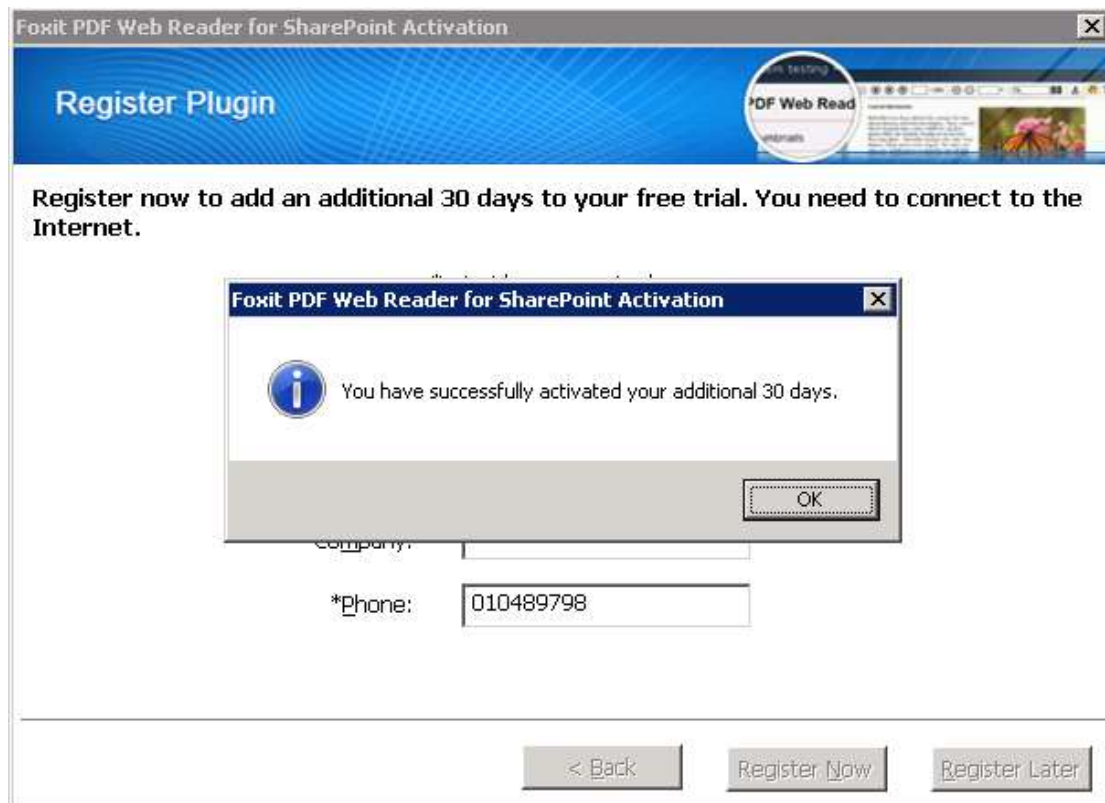 Foxit PDF Web Reader for SharePoint Activation
Register Plugin
PDF Web Read
Register now to add an additional 30 days to your free trial. You need to connect to the
Internet.
Foxit PDF Web Reader for SharePoint Activation
You have successfully activated your additional 30 days.
OK
Company:
*Phone:
010489798
< Back
Register Now
Register Later